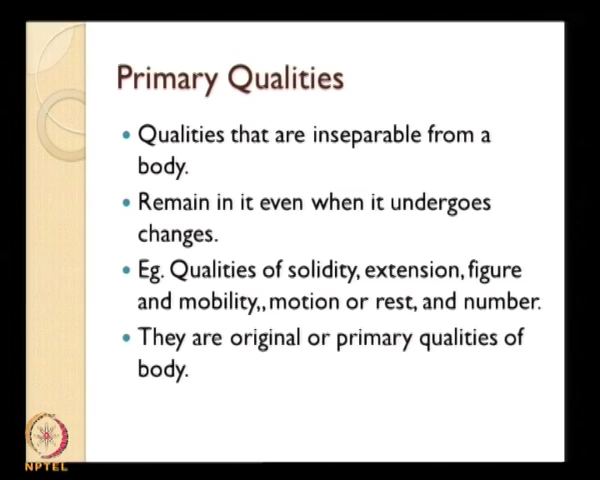 Primary Qualities
• Qualities that are inseparable from a
body.
• Remain in it even when it undergoes
changes.
• Eg. Qualities of solidity, extension, figure
and mobility,, motion or rest, and number.
• They are original or primary qualities of
body.
NPTEL